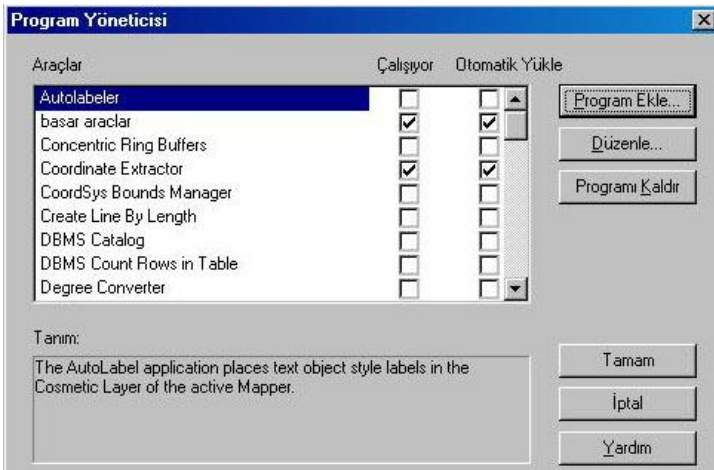 Program Yöneticisi
Araçlar Çalışıyor Otomatik Yükle
Autolabeler
basar araclar
Concentric Ring Buffers
Coordinate Extractor
CoordSys Bounds Manager
Create Line By Length
DBMS Catalog
DBMS Count Rows in Table
Degree Converter
Program Ekle...
Düzenle...
Programı Kaldır
Tanım:
The AutoLabel application places text object style labels in the
Cosmetic Layer of the active Mapper.
Tamam
İptal
Yardım